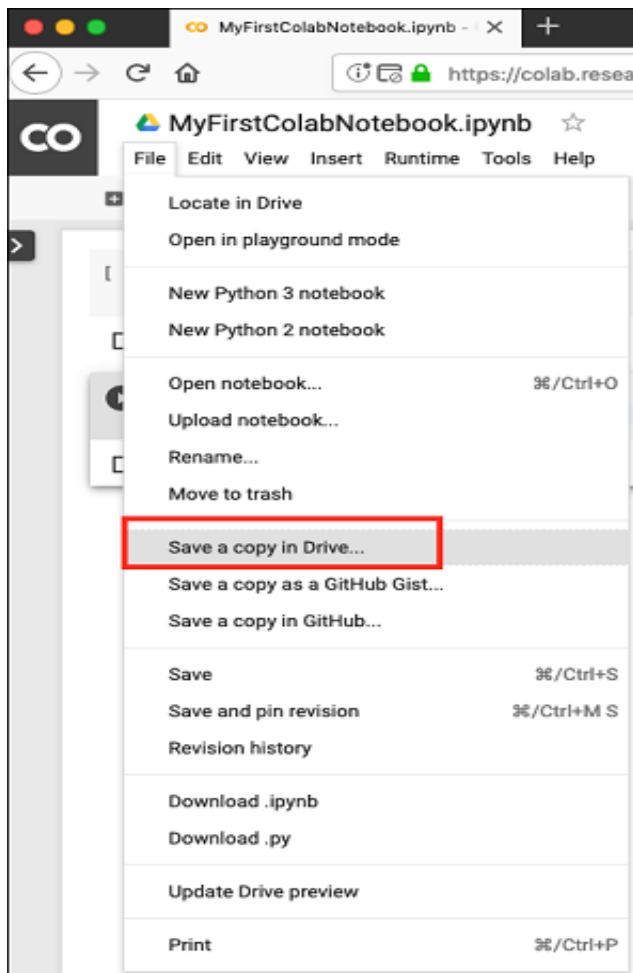 MyFirstColabNotebook.ipynb -
https://colab.resea
CO MyFirstColabNotebook.ipynb
File Edit View Insert Runtime Tools Help
Locate in Drive
Open in playground mode
New Python 3 notebook
New Python 2 notebook
Open notebook... ⌘/Ctrl+O
Upload notebook...
Rename...
Move to trash
Save a copy in Drive...
Save a copy as a GitHub Gist...
Save a copy in GitHub...
Save ⌘/Ctrl+S
Save and pin revision ⌘/Ctrl+M S
Revision history
Download .ipynb
Download .py
Update Drive preview
Print ⌘/Ctrl+P